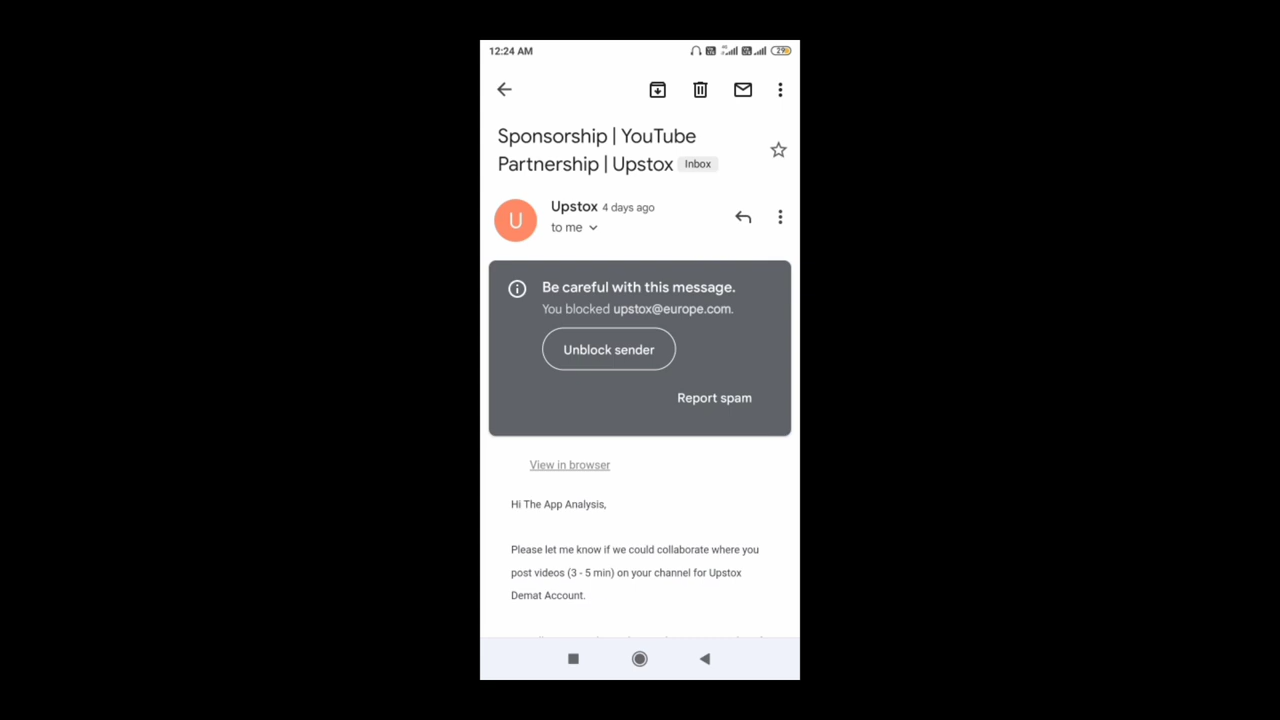 12:24 AM
29
Sponsorship | YouTube
Partnership | Upstox Inbox
U
Upstox 4 days ago
to me
Be careful with this message.
You blocked upstox@europe.com.
Unblock sender
Report spam
View in browser
Hi The App Analysis,
Please let me know if we could collaborate where you
post videos (3 - 5 min) on your channel for Upstox
Demat Account.